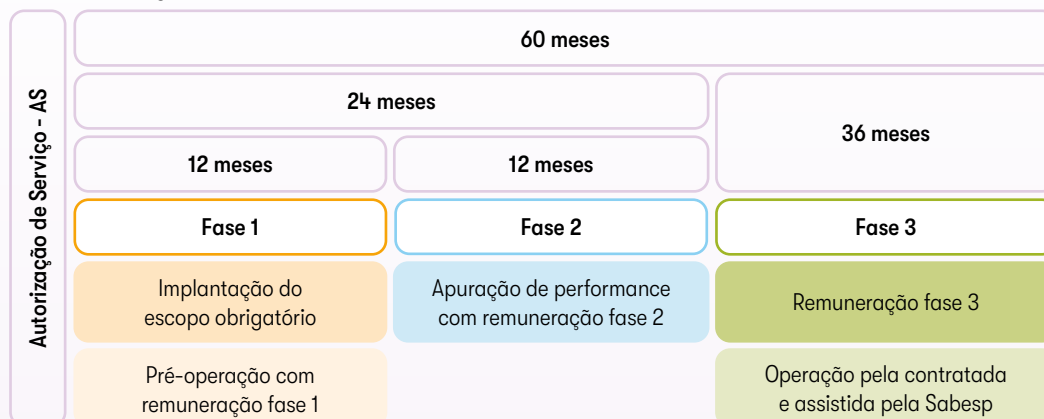 Autorização de Serviço - AS
60 meses
24 meses
36 meses
12 meses
12 meses
Fase 1
Fase 2
Fase 3
Implantação do
escopo obrigatório
Apuração de performance
com remuneração fase 2
Remuneração fase 3
Pré-operação com
remuneração fase 1
Operação pela contratada
e assistida pela Sabesp